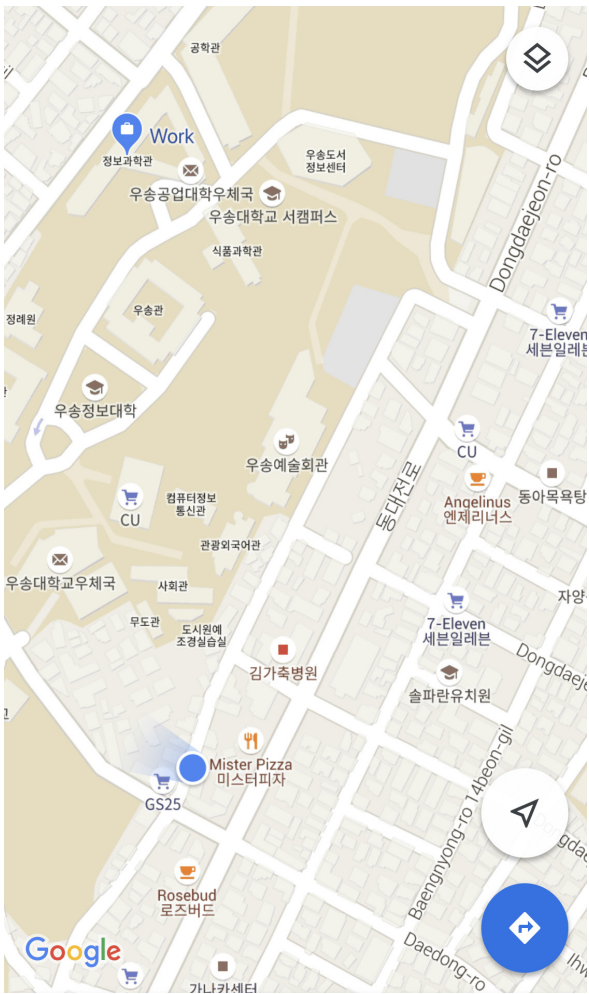 공학관
Work
정보과학관
우송도서
정보센터
우송공업대학우체국
우송대학교 서캠퍼스
Dongdaejeon-ro
식품과학관
우송관
정례원
7-Eleven
세븐일레븐
우송정보대학
CU
우송예술회관
Angelinus
엔제리너스
동아목욕탕
동대전로
CU
컴퓨터정보
통신관
관광외국어관
우송대학교우체국
사회관
자양
7-Eleven
세븐일레븐
무도관
도시원예
조경실습실
Dongdaeje
김가축병원
솔파란유치원
Mister Pizza
미스터피자
GS25
Baengnyong-ro 14beon-gil
Rosebud
로즈버드
Google
Daedong-ro
가나카센터